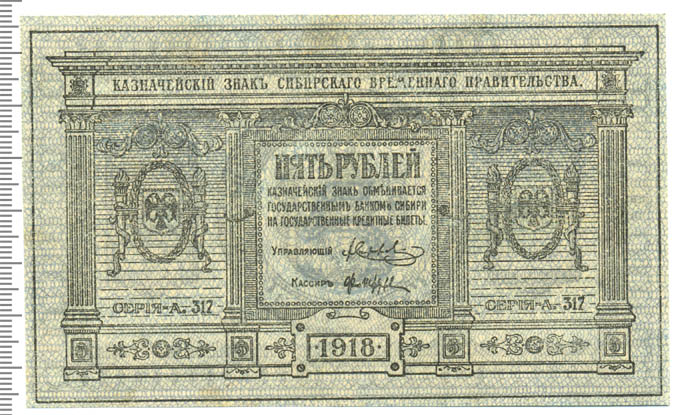 КАЗНАЧЕЙСКІЙ ЗНАКЪ СИБИРСКАГО ВРЕМЕННАГО ПРАВИТЕЛЬСТВА.
ПЯТЬ РУБЛЕЙ
КАЗНАЧЕЙСКІЙ ЗНАКЪ ОБМѢНИВАЕТСЯ
ГОСУДАРСТВЕННЫМЪ БАНКОМЪ СИБИРИ
НА ГОСУДАРСТВЕННЫЕ КРЕДИТНЫЕ БИЛЕТЫ.
УПРАВЛЯЮЩІЙ
КАССИРЪ
СЕРІЯ-А. 317
СЕРІЯ-А. 317
5 5 · 1918 · 5 5